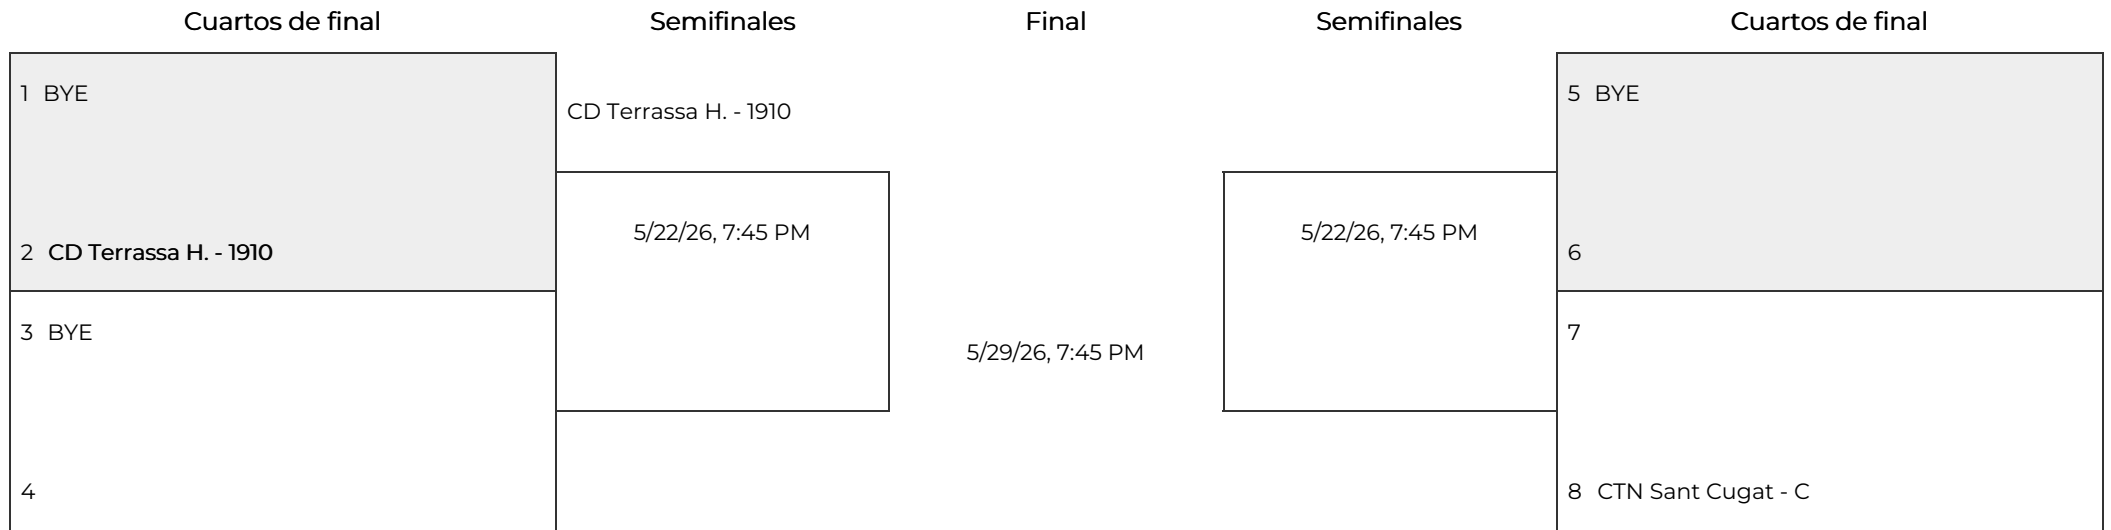 Cuartos de final
Semifinales
Final
Semifinales
Cuartos de final
1 BYE
CD Terrassa H. - 1910
5 BYE
5/22/26, 7:45 PM
5/22/26, 7:45 PM
2 CD Terrassa H. - 1910
6
3 BYE
5/29/26, 7:45 PM
7
4
8 CTN Sant Cugat - C